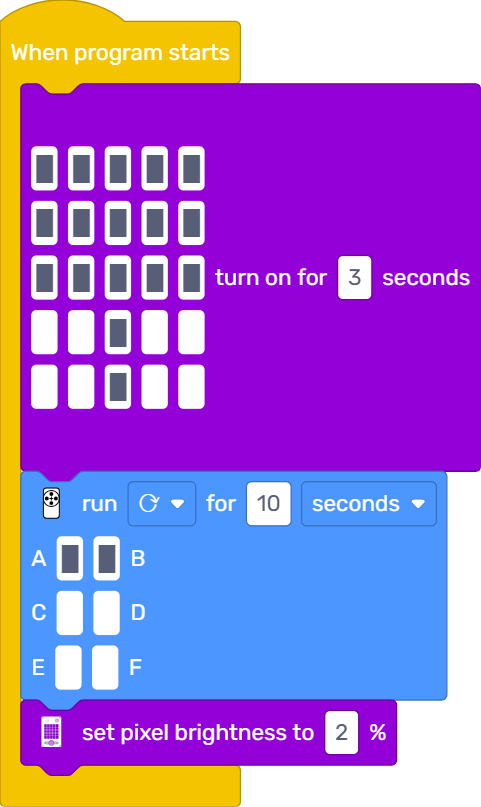 When program starts
turn on for 3 seconds
run for 10 seconds
A B
C D
E F
set pixel brightness to 2 %